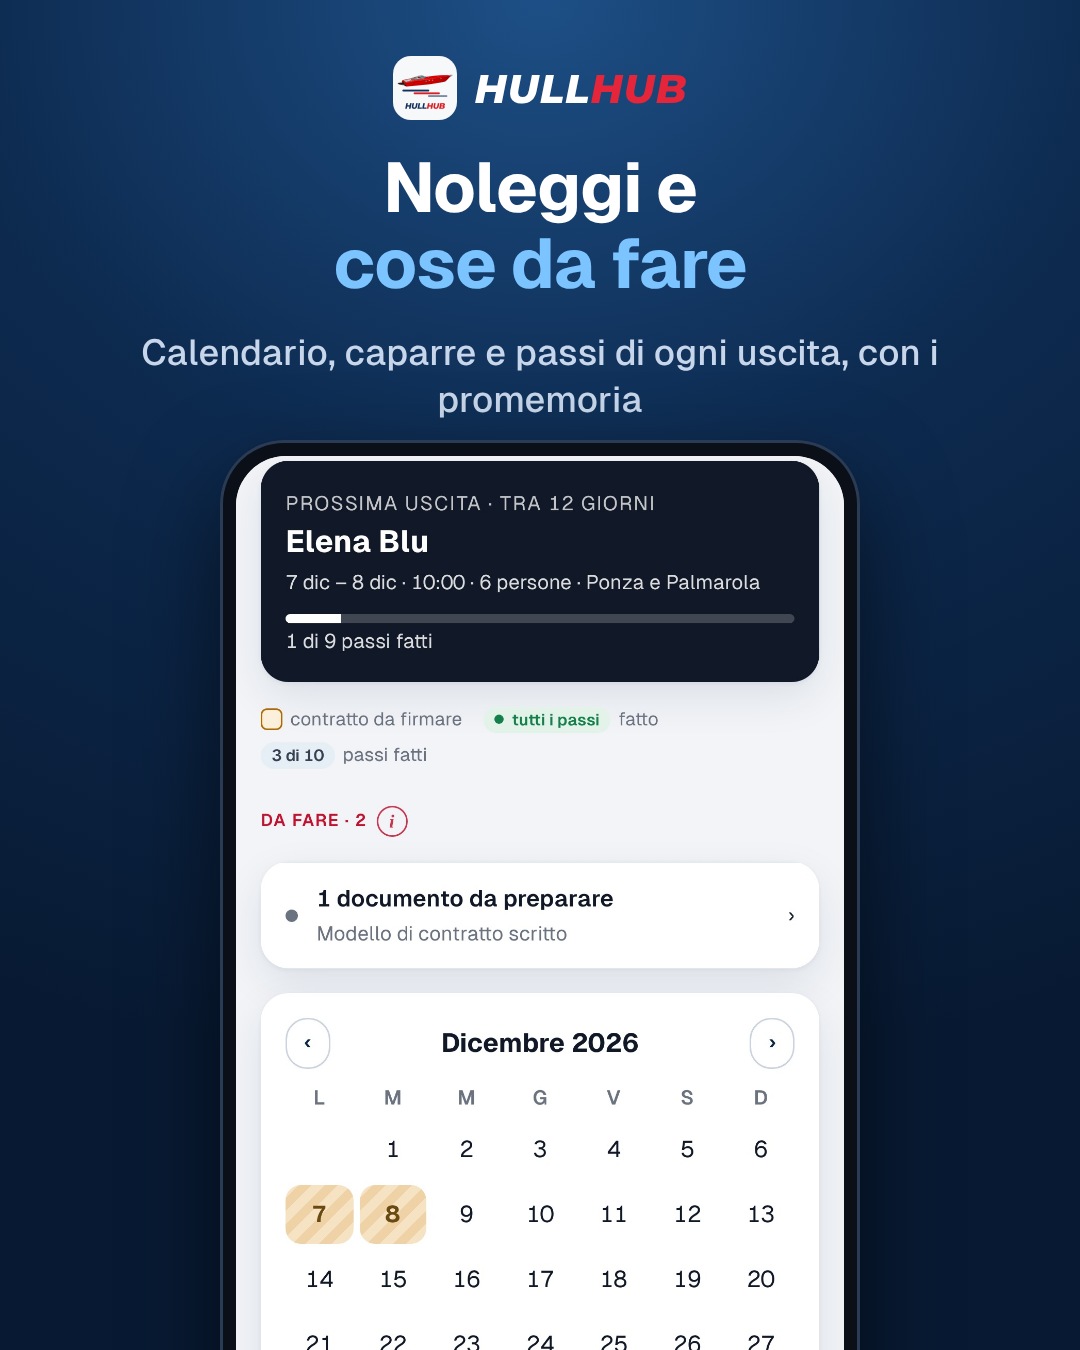 HULLHUB
HULLHUB
Noleggi e
cose da fare
Calendario, caparre e passi di ogni uscita, con i
promemoria
PROSSIMA USCITA · TRA 12 GIORNI
Elena Blu
7 dic – 8 dic · 10:00 · 6 persone · Ponza e Palmarola
1 di 9 passi fatti
contratto da firmare • tutti i passi fatto
3 di 10 passi fatti
DA FARE · 2 i
1 documento da preparare
Modello di contratto scritto
‹ Dicembre 2026 ›
L M M G V S D
1 2 3 4 5 6
7 8 9 10 11 12 13
14 15 16 17 18 19 20
21 22 23 24 25 26 27